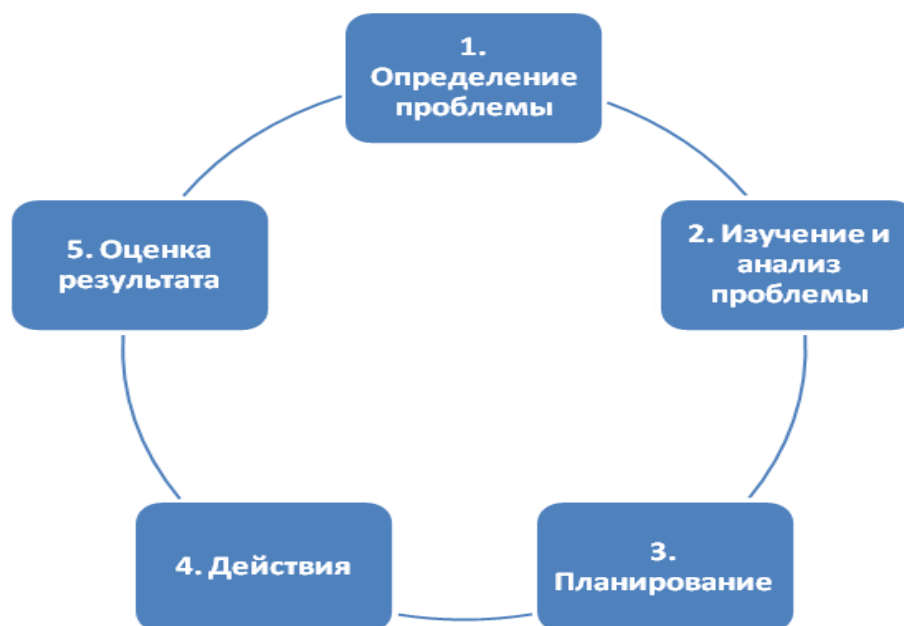 1.
Определение
проблемы
2. Изучение и
анализ
проблемы
3.
Планирование
4. Действия
5. Оценка
результата